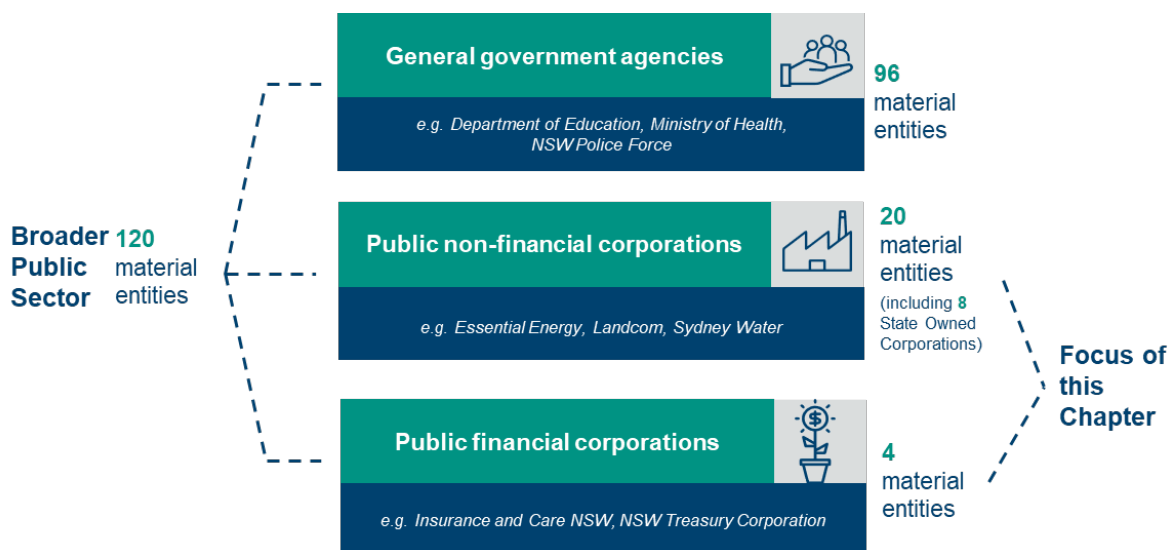 General government agencies
e.g. Department of Education, Ministry of Health,
NSW Police Force
96
material
entities
Broader
Public
Sector
120
material
entities
Public non-financial corporations
e.g. Essential Energy, Landcom, Sydney Water
20
material
entities
(including 8
State Owned
Corporations)
Focus of
this
Chapter
Public financial corporations
$
e.g. Insurance and Care NSW, NSW Treasury Corporation
4
material
entities